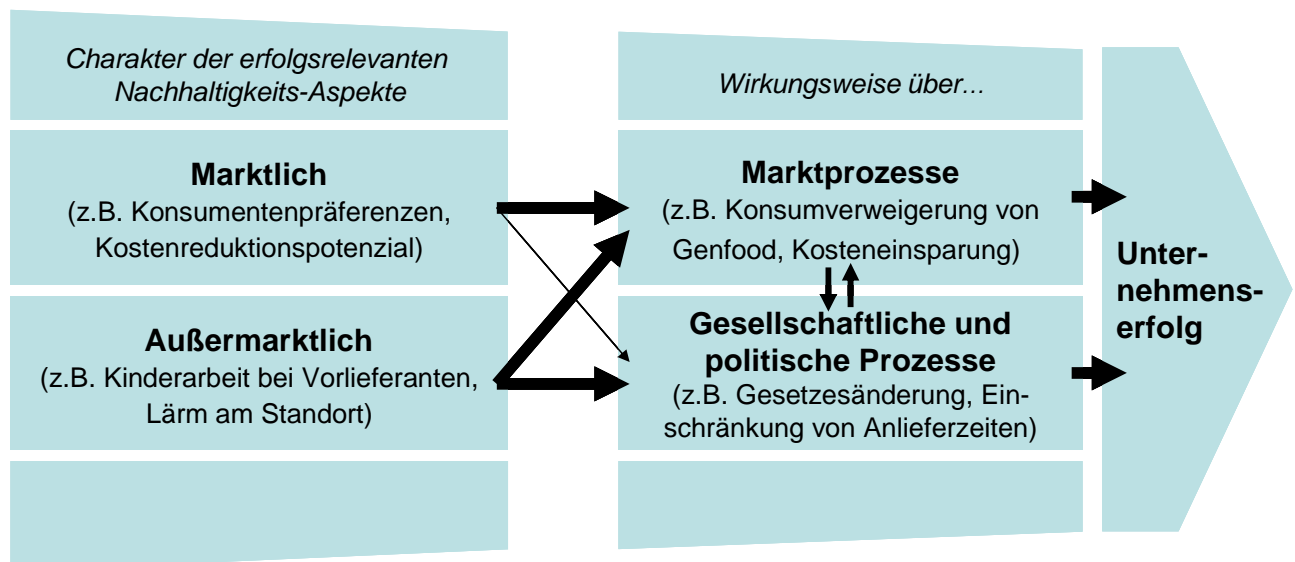 Charakter der erfolgsrelevanten
Nachhaltigkeits-Aspekte
Wirkungsweise über…
Marktlich
(z.B. Konsumentenpräferenzen,
Kostenreduktionspotenzial)
Marktprozesse
(z.B. Konsumverweigerung von
Genfood, Kosteneinsparung)
Außermarktlich
(z.B. Kinderarbeit bei Vorlieferanten,
Lärm am Standort)
Gesellschaftliche und
politische Prozesse
(z.B. Gesetzesänderung, Ein-
schränkung von Anlieferzeiten)
Unter-
nehmens-
erfolg